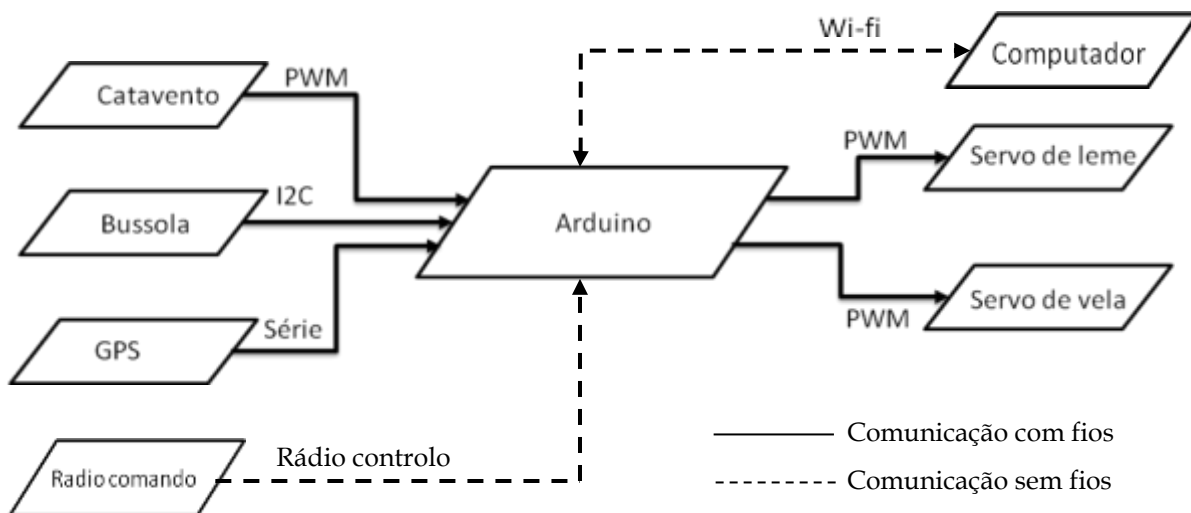 Wi-fi
Computador
Catavento
PWM
PWM
Servo de leme
Bussola
I2C
Arduino
GPS
Série
PWM
Servo de vela
Radio comando
Rádio controlo
Comunicação com fios
Comunicação sem fios